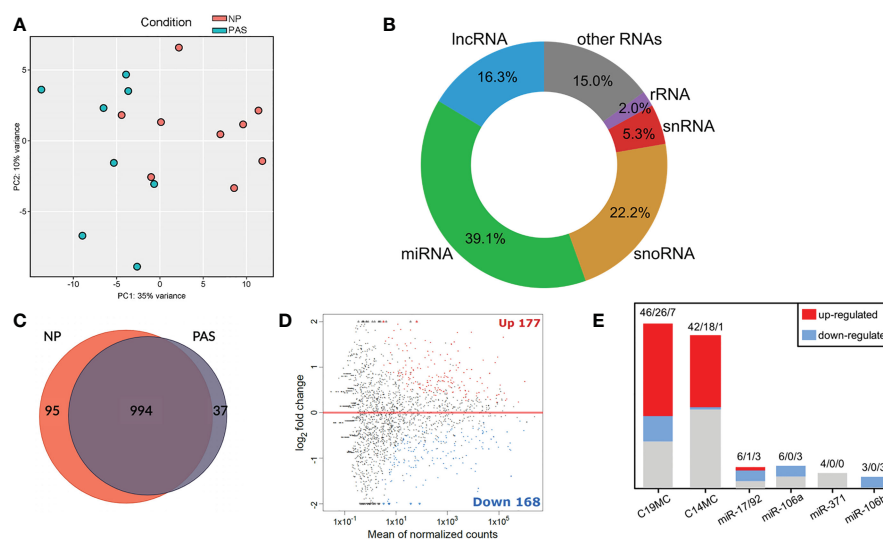 A
Condition
NP
PAS
5
0
-5
PC2: 10% variance
-10
-5
0
5
10
PC1: 35% variance
B
lncRNA
other RNAs
16.3%
15.0%
rRNA
2.0%
snRNA
5.3%
22.2%
snoRNA
39.1%
miRNA
C
NP
PAS
95
994
37
D
Up 177
2
1
0
-1
-2
log2 fold change
Down 168
1x10-1
1x101
1x103
1x105
Mean of normalized counts
E
up-regulated
down-regulate
46/26/7
42/18/1
6/1/3
6/0/3
4/0/0
3/0/3
C19MC
C14MC
miR-17/92
miR-106a
miR-371
miR-106b